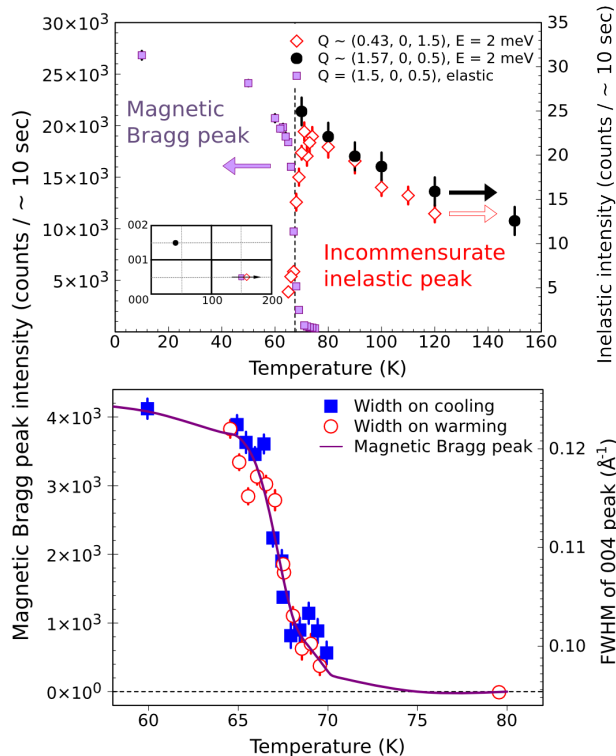 Magnetic Bragg peak intensity (counts / ~ 10 sec)
30×10³
25×10³
20×10³
15×10³
10×10³
5×10³
Q ~ (0.43, 0, 1.5), E = 2 meV
Q ~ (1.57, 0, 0.5), E = 2 meV
Q = (1.5, 0, 0.5), elastic
Magnetic
Bragg peak
Incommensurate
inelastic peak
002
001
000
100
200
35
30
25
20
15
10
5
Inelastic intensity (counts / ~ 10 sec)
0 20 40 60 80 100 120 140 160
Temperature (K)
4×10³
3×10³
2×10³
1×10³
0×10⁰
Width on cooling
Width on warming
Magnetic Bragg peak
0.12
0.11
0.10
FWHM of 004 peak (Å⁻¹)
60 65 70 75 80
Temperature (K)